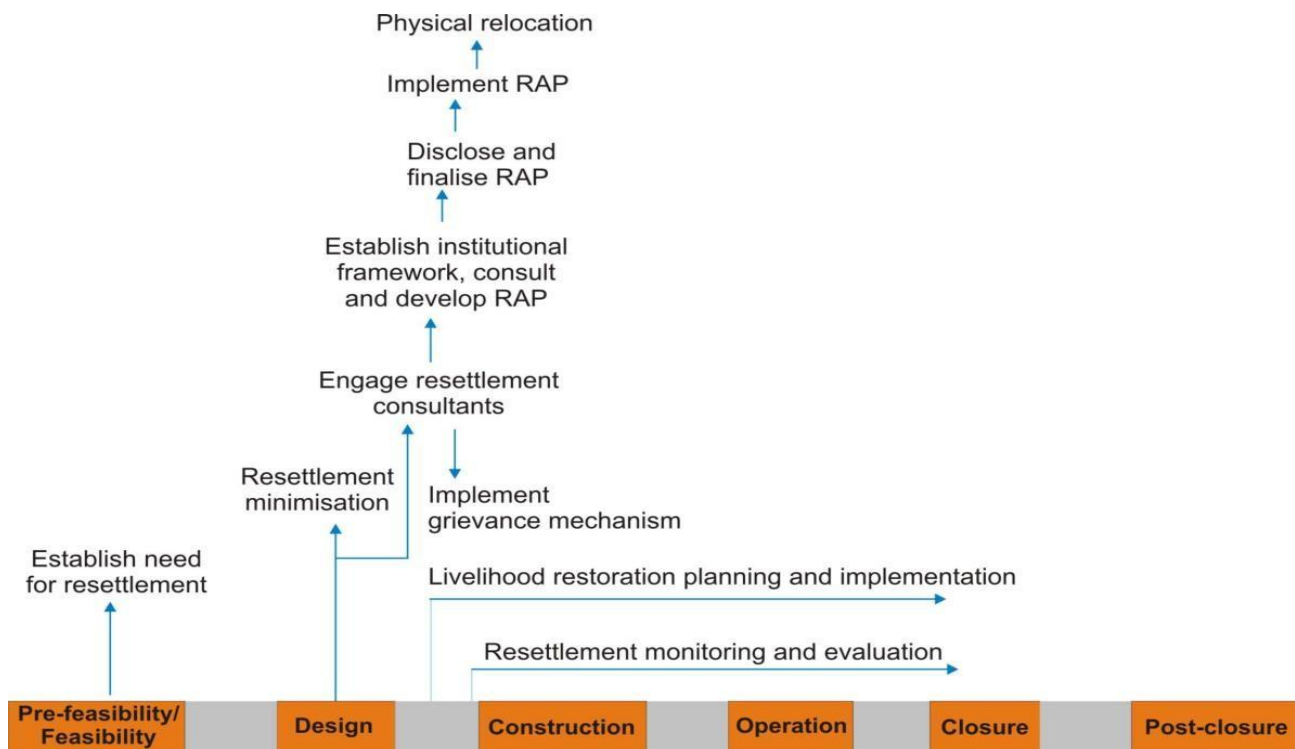 Physical relocation
Implement RAP
Disclose and
finalise RAP
Establish institutional
framework, consult
and develop RAP
Engage resettlement
consultants
Resettlement
minimisation
Implement
grievance mechanism
Establish need
for resettlement
Livelihood restoration planning and implementation
Resettlement monitoring and evaluation
Pre-feasibility/
Feasibility
Design
Construction
Operation
Closure
Post-closure